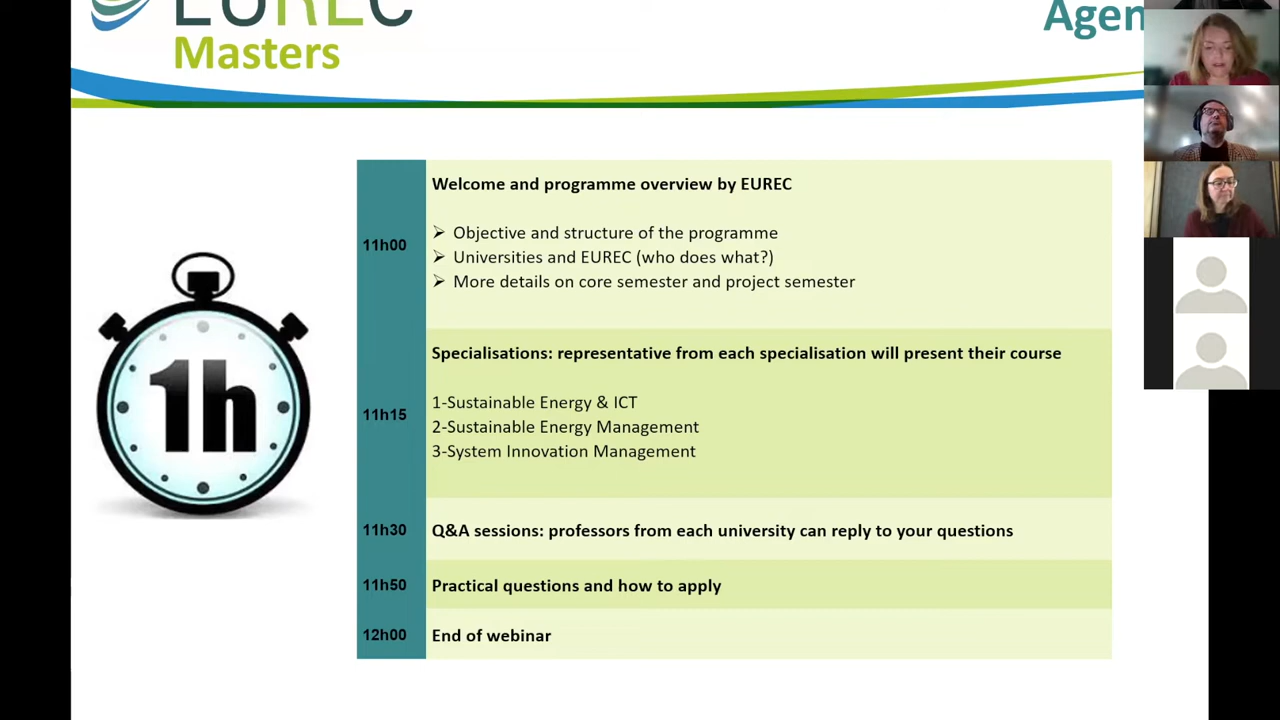 EUREC
Masters
Agen
11h00
Welcome and programme overview by EUREC
➢ Objective and structure of the programme
➢ Universities and EUREC (who does what?)
➢ More details on core semester and project semester
11h15
Specialisations: representative from each specialisation will present their course
1-Sustainable Energy & ICT
2-Sustainable Energy Management
3-System Innovation Management
11h30
Q&A sessions: professors from each university can reply to your questions
11h50
Practical questions and how to apply
12h00
End of webinar
1h